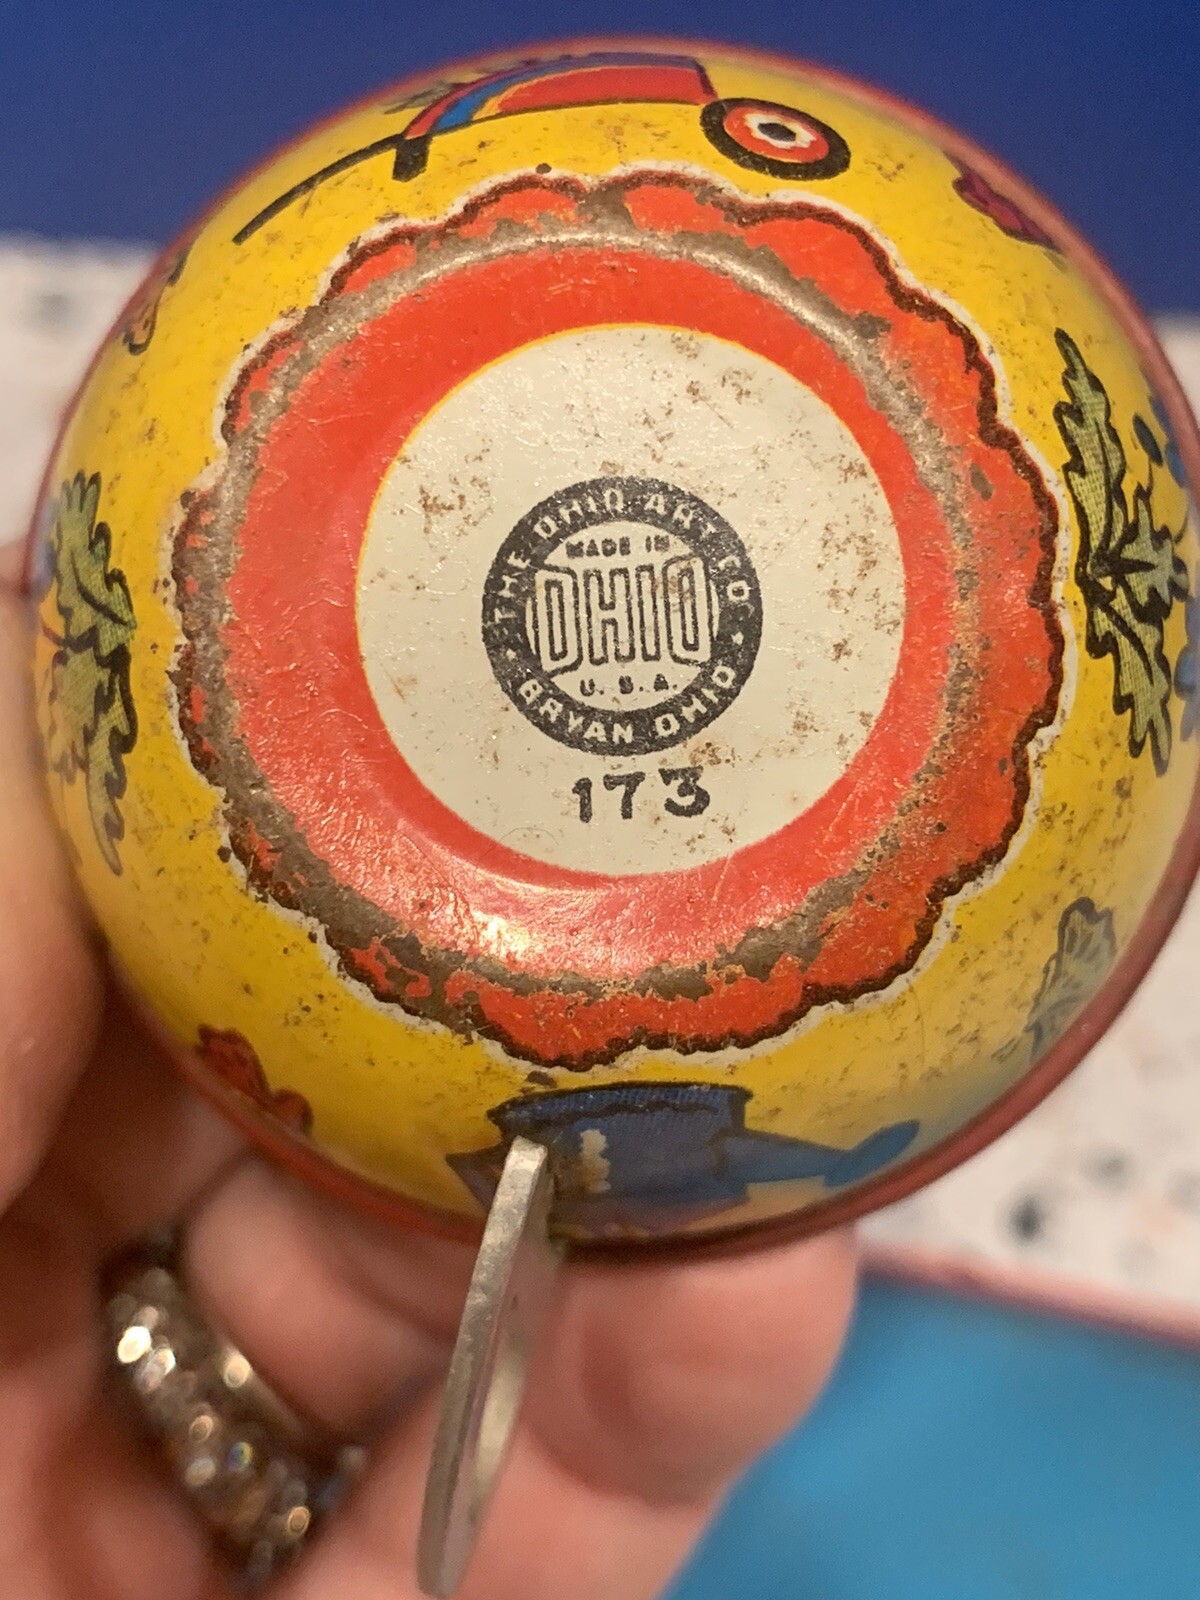 THE OHIO ART CO.
MADE IN
OHIO
U.S.A.
BRYAN OHIO
173